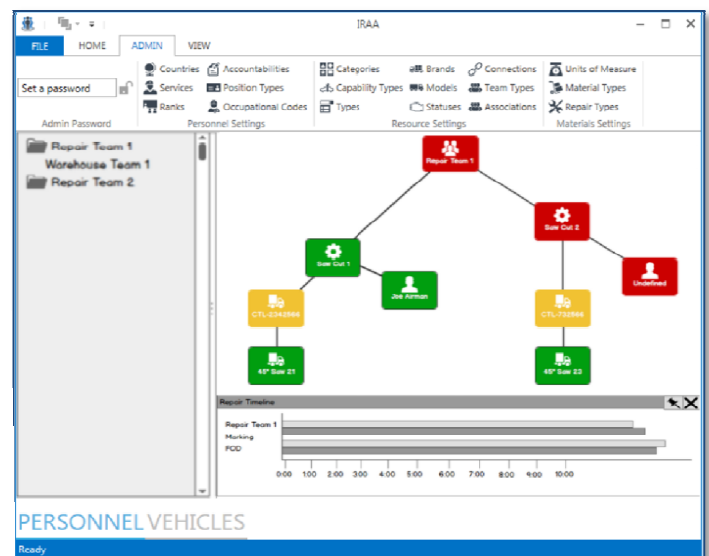 IRAA
FILE HOME ADMIN VIEW
Set a password
Countries Accountabilities
Services Position Types
Ranks Occupational Codes
Categories Brands Connections
Capability Types Models Team Types
Types Statuses Associations
Units of Measure
Material Types
Repair Types
Admin Password Personnel Settings Resource Settings Materials Settings
Repair Team 1
Warehouse Team 1
Repair Team 2
Repair Team 1
Saw Cut 2
Saw Cut 1
Undefined
Joe Airman
CTL-2342566
CTL-732566
45" Saw 21
45" Saw 23
Repair Timeline
Repair Team 1
Marking
POD
0:00 1:00 2:00 3:00 4:00 5:00 6:00 7:00 8:00 9:00 10:00
PERSONNEL VEHICLES
Ready